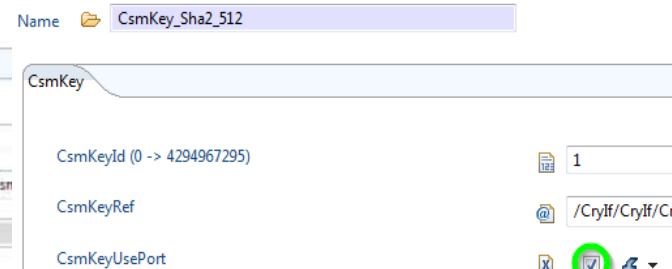 Name CsmKey_Sha2_512
CsmKey
CsmKeyId (0 -> 4294967295) 1
CsmKeyRef /CryIf/CryIf/Cr
CsmKeyUsePort